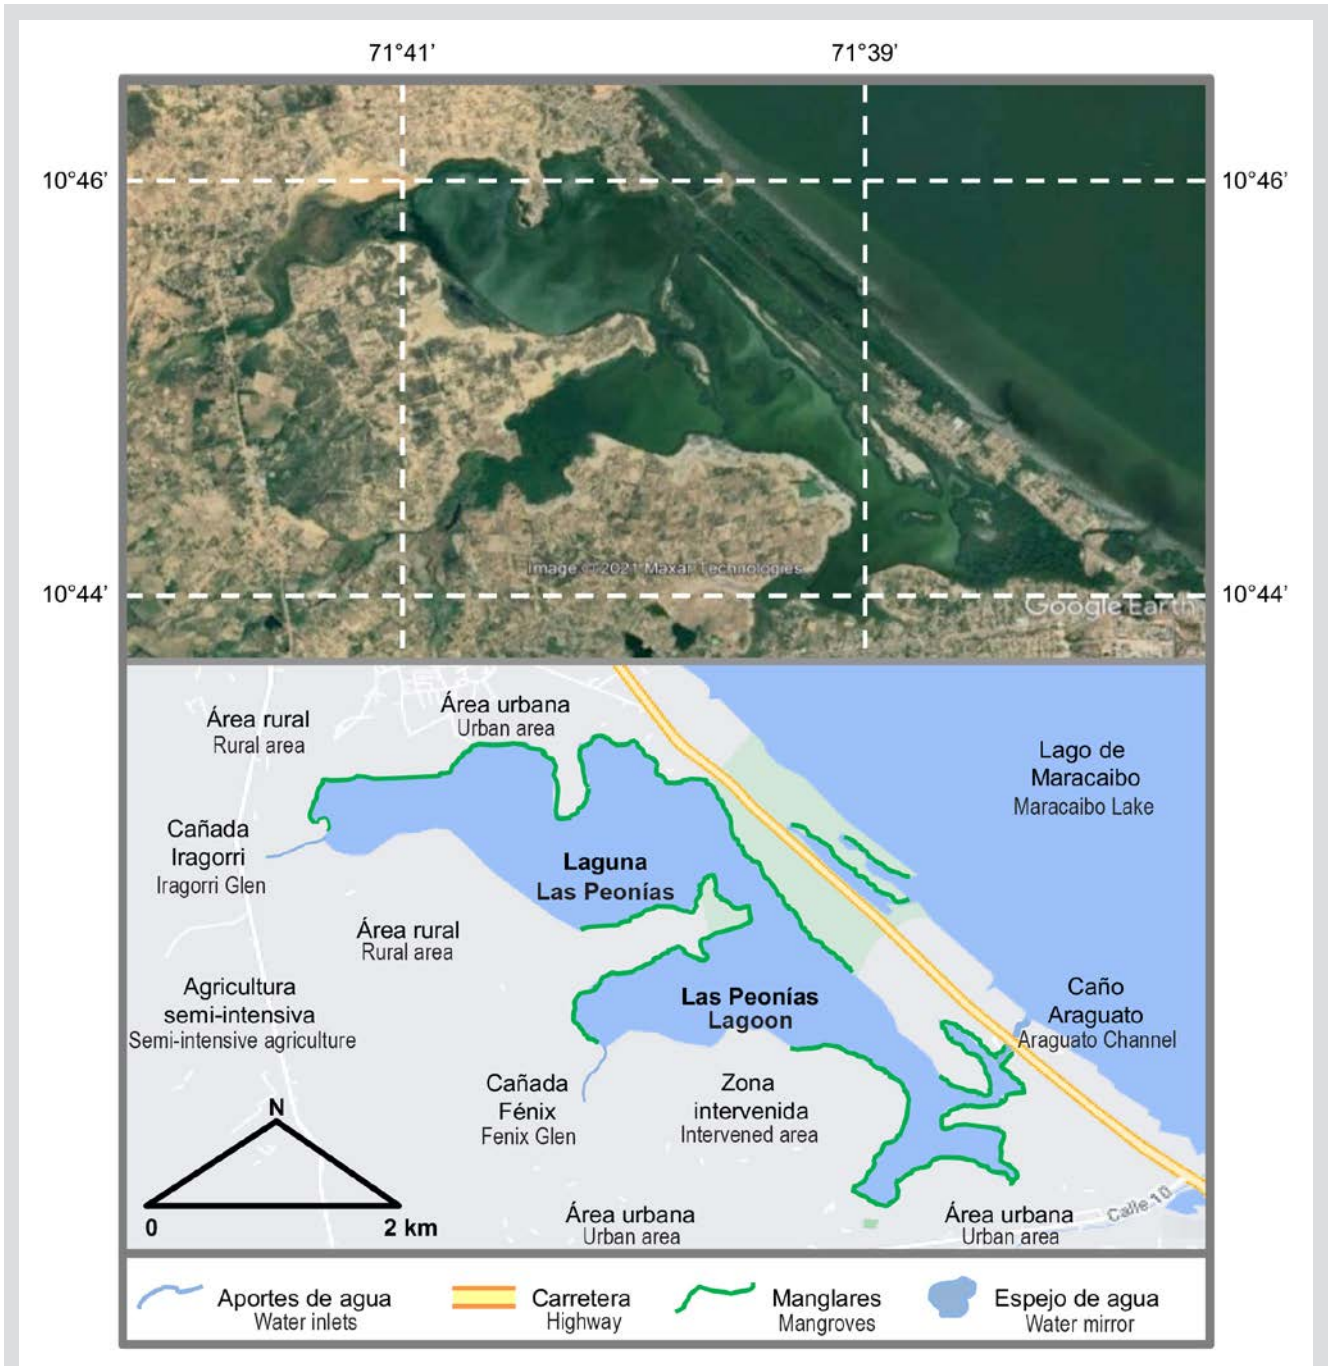 71°41’
71°39’
10°46’
10°46’
10°44’
10°44’
Image © 2021 Maxar Technologies
Google Earth
Área urbana
Urban area
Área rural
Rural area
Lago de
Maracaibo
Maracaibo Lake
Cañada
Iragorri
Iragorri Glen
Laguna
Las Peonías
Área rural
Rural area
Agricultura
semi-intensiva
Semi-intensive agriculture
Las Peonías
Lagoon
Caño
Araguato
Araguato Channel
Cañada
Fénix
Fenix Glen
Zona
intervenida
Intervened area
N
0
2 km
Área urbana
Urban area
Área urbana
Urban area
Calle 10
Aportes de agua
Water inlets
Carretera
Highway
Manglares
Mangroves
Espejo de agua
Water mirror